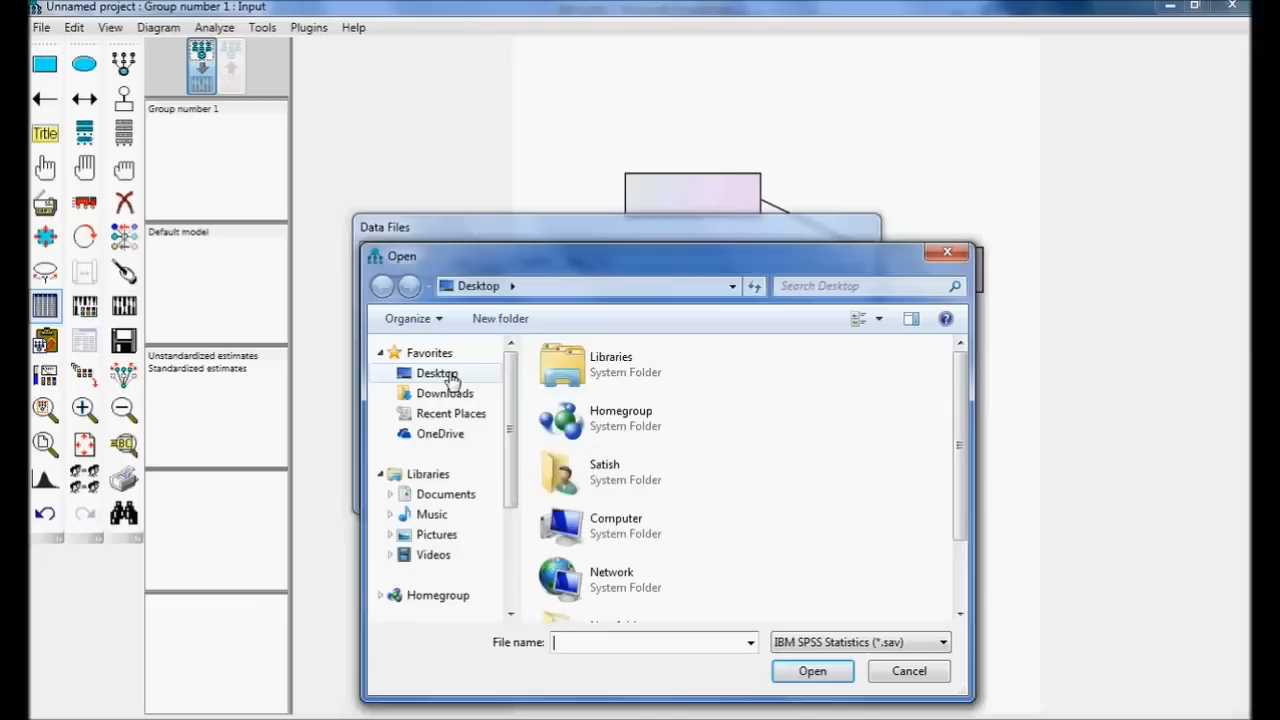 Unnamed project : Group number 1 : Input
File Edit View Diagram Analyze Tools Plugins Help
Title
Group number 1
Default model
Unstandardized estimates
Standardized estimates
ABC
Data Files
Open
Desktop
Search Desktop
Organize
New folder
Favorites
Desktop
Downloads
Recent Places
OneDrive
Libraries
Documents
Music
Pictures
Videos
Homegroup
Libraries
System Folder
Homegroup
System Folder
Satish
System Folder
Computer
System Folder
Network
System Folder
File name:
IBM SPSS Statistics (*.sav)
Open
Cancel